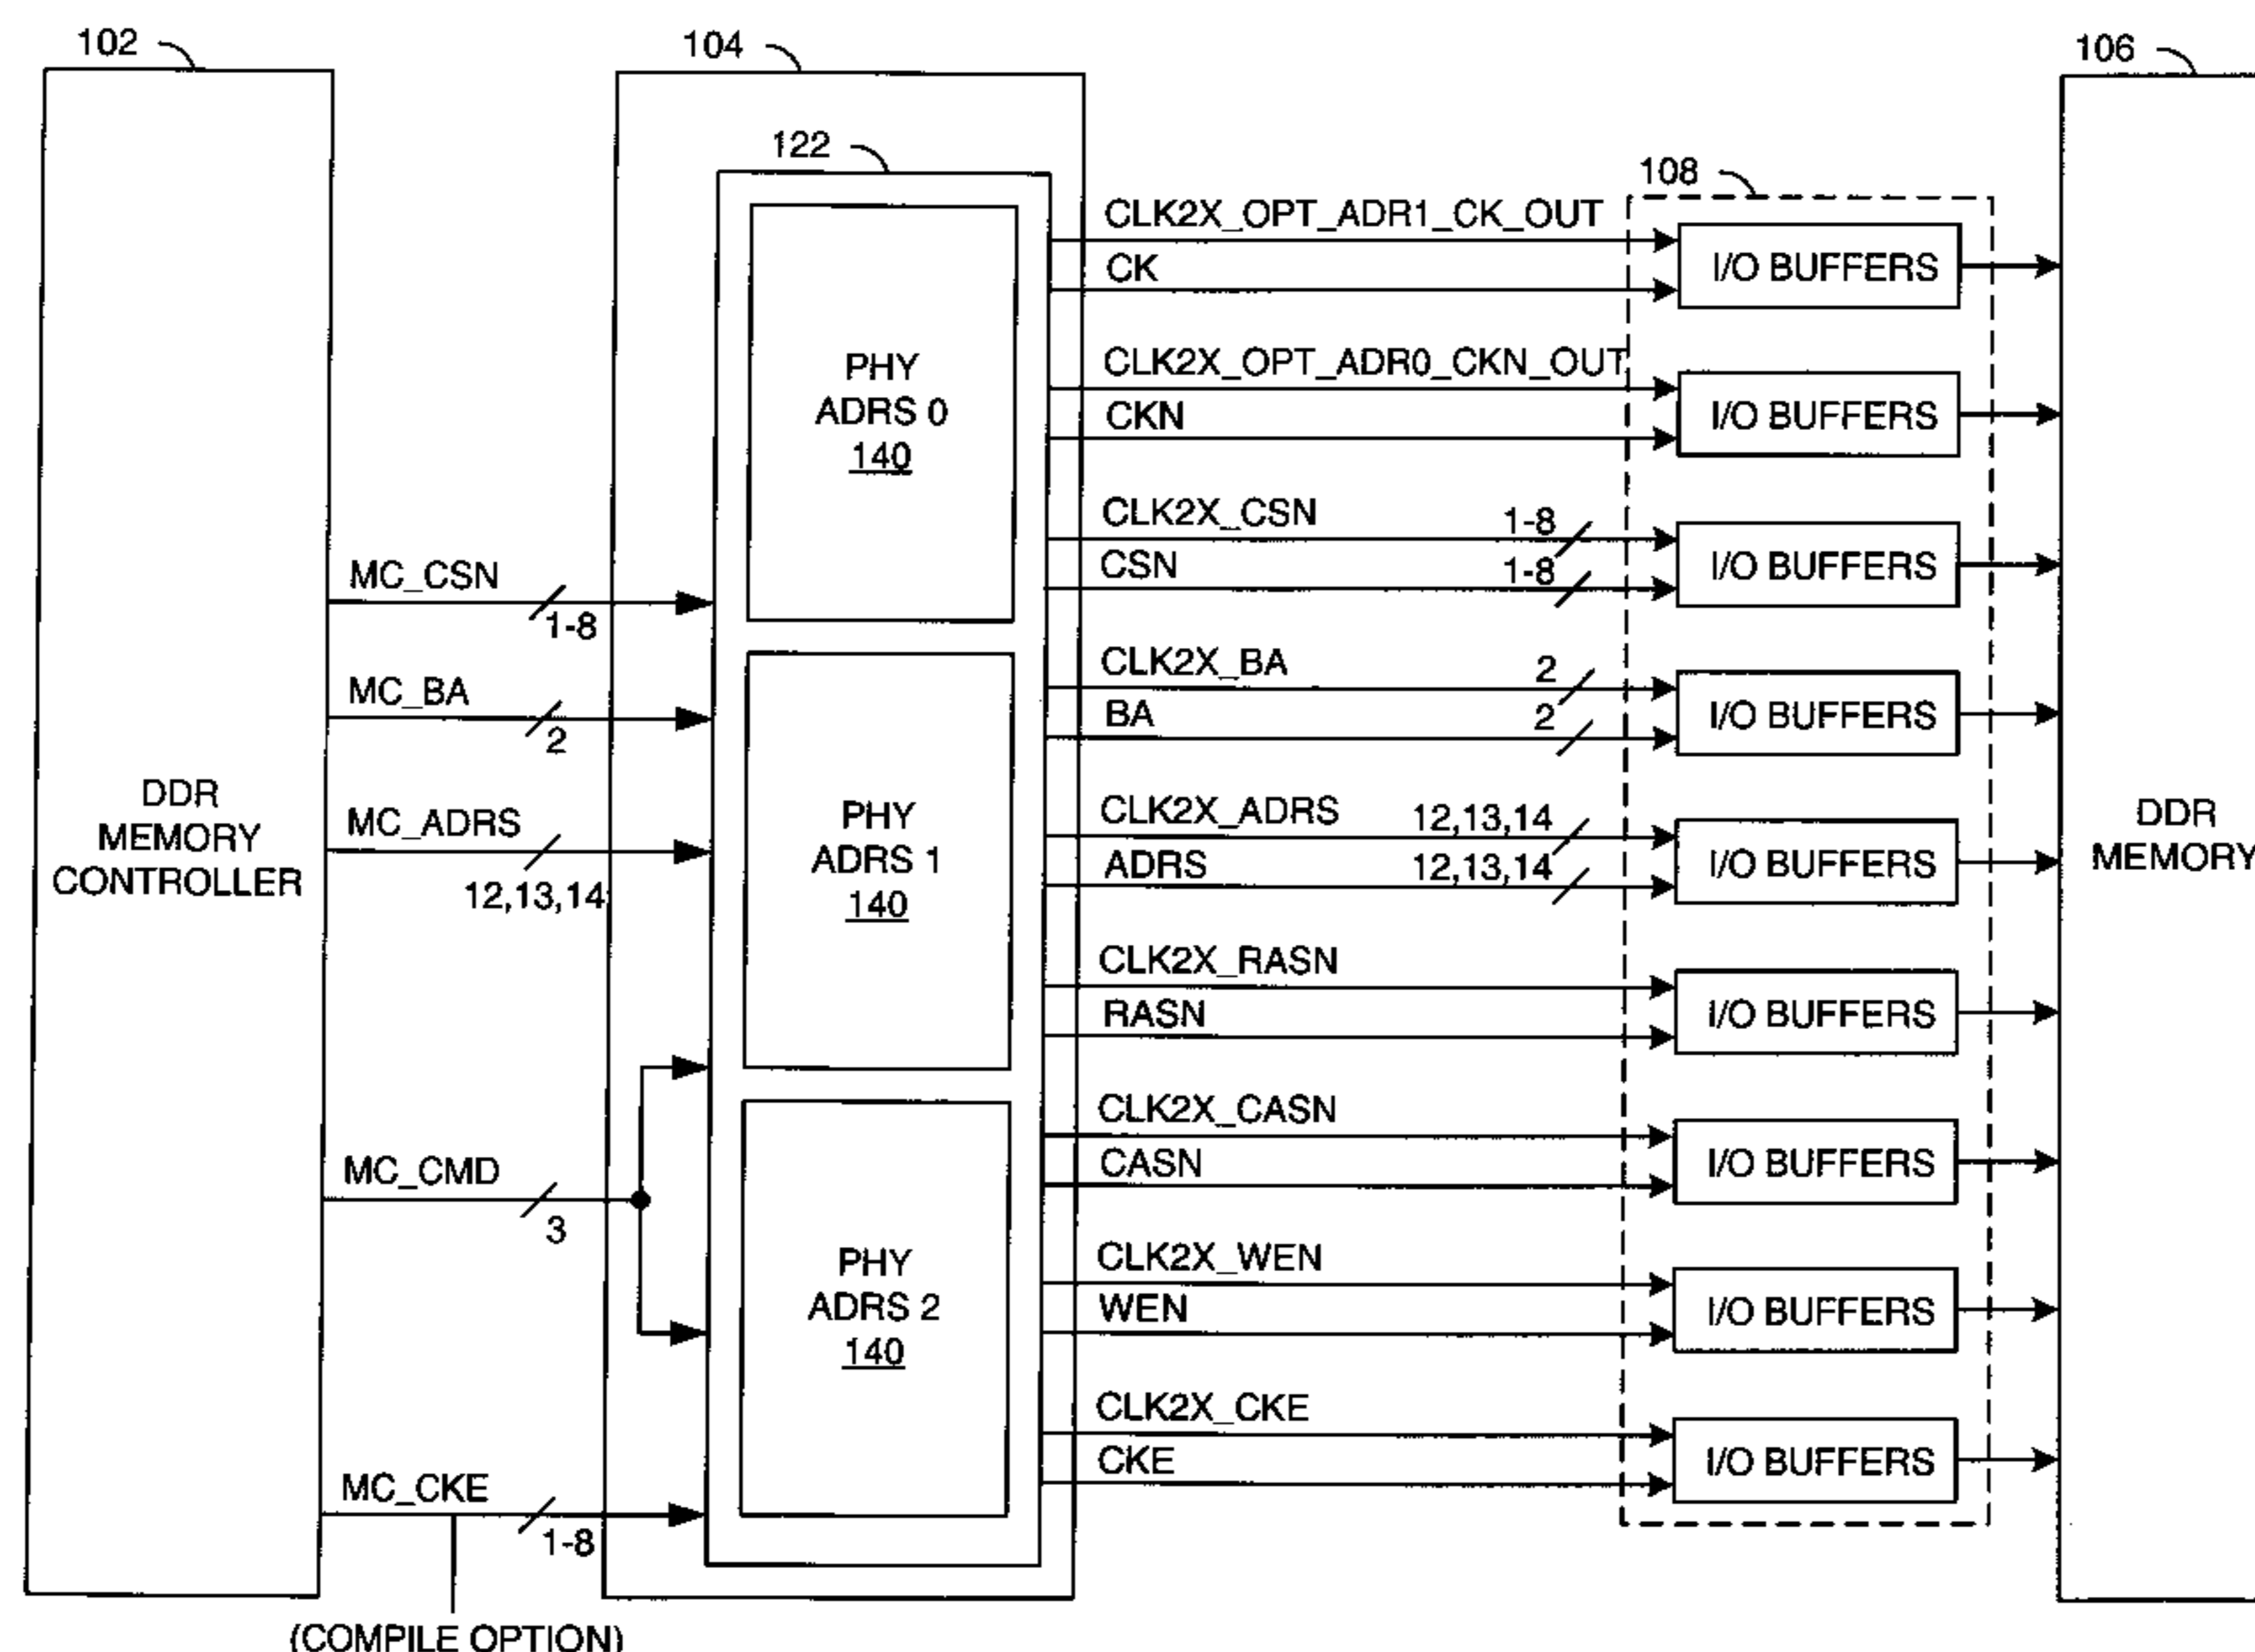 102
104
106
122
108
CLK2X_OPT_ADR1_CK_OUT
CK
I/O BUFFERS
PHY
ADRS 0
140
CLK2X_OPT_ADR0_CKN_OUT
CKN
I/O BUFFERS
CLK2X_CSN
1-8
CSN
1-8
I/O BUFFERS
MC_CSN
1-8
CLK2X_BA
2
BA
2
I/O BUFFERS
MC_BA
2
DDR
MEMORY
CONTROLLER
MC_ADRS
12,13,14
PHY
ADRS 1
140
CLK2X_ADRS
12,13,14
ADRS
12,13,14
I/O BUFFERS
DDR
MEMORY
CLK2X_RASN
RASN
I/O BUFFERS
CLK2X_CASN
CASN
I/O BUFFERS
MC_CMD
3
PHY
ADRS 2
140
CLK2X_WEN
WEN
I/O BUFFERS
CLK2X_CKE
CKE
I/O BUFFERS
MC_CKE
1-8
(COMPILE OPTION)